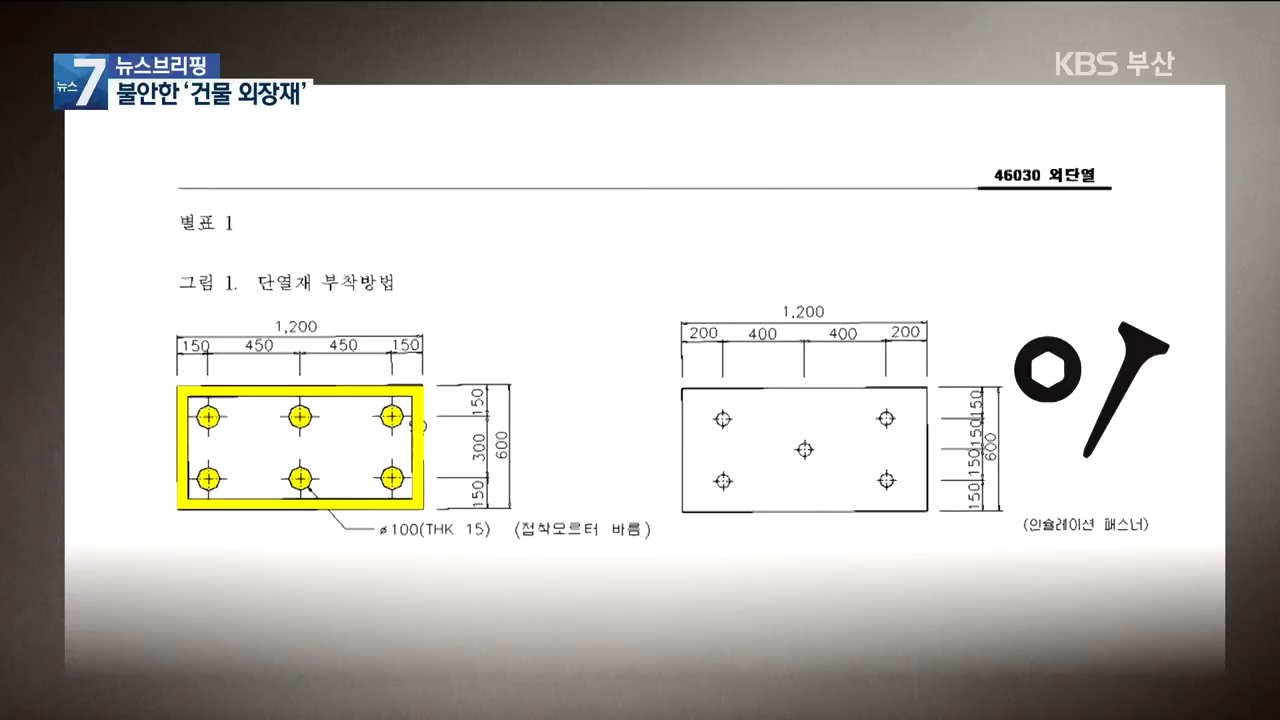 뉴스 7 뉴스브리핑
불안한 '건물 외장재'
KBS 부산
46030 외단열
별표 1
그림 1. 단열재 부착방법
1,200
150 450 450 150
150
300
150
600
ø100(THK 15) (접착모르터 바름)
1,200
200 400 400 200
150
150
150
150
600
(인슐레이션 패스너)